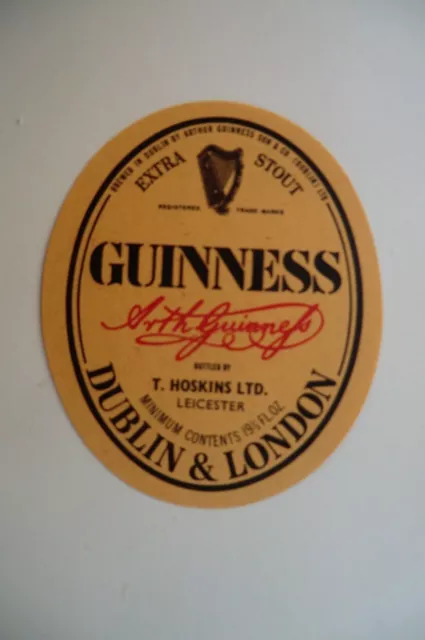 BREWED IN DUBLIN BY ARTHUR GUINNESS SON & CO. (DUBLIN) LTD.
EXTRA STOUT
REGISTERED TRADE MARKS
GUINNESS
Arth Guinness
BOTTLED BY
T. HOSKINS LTD.
LEICESTER
MINIMUM CONTENTS 19⅓ FL.OZ
DUBLIN & LONDON